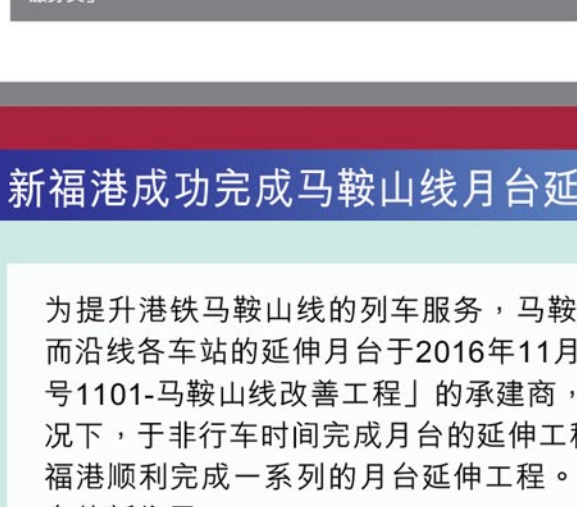 新福港成功完成马鞍山线月台延
为提升港铁马鞍山线的列车服务，马鞍
而沿线各车站的延伸月台于2016年11月
号1101-马鞍山线改善工程」的承建商，
况下，于非行车时间完成月台的延伸工程
福港顺利完成一系列的月台延伸工程。